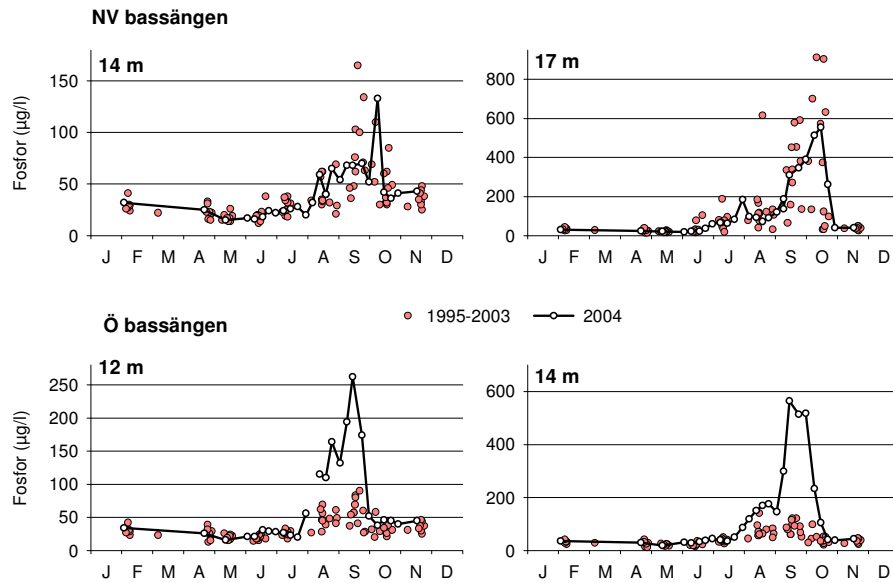 NV bassängen
14 m
17 m
Fosfor (µg/l)
150
100
50
0
800
600
400
200
0
J F M A M J J A S O N D
J F M A M J J A S O N D
Ö bassängen
1995-2003
2004
12 m
14 m
Fosfor (µg/l)
250
200
150
100
50
0
600
400
200
0
J F M A M J J A S O N D
J F M A M J J A S O N D